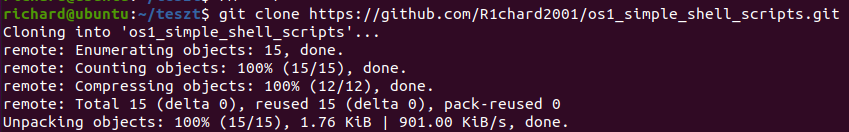 richard@ubuntu:~/teszt$ git clone https://github.com/R1chard2001/os1_simple_shell_scripts.git
Cloning into 'os1_simple_shell_scripts'...
remote: Enumerating objects: 15, done.
remote: Counting objects: 100% (15/15), done.
remote: Compressing objects: 100% (12/12), done.
remote: Total 15 (delta 0), reused 15 (delta 0), pack-reused 0
Unpacking objects: 100% (15/15), 1.76 KiB | 901.00 KiB/s, done.